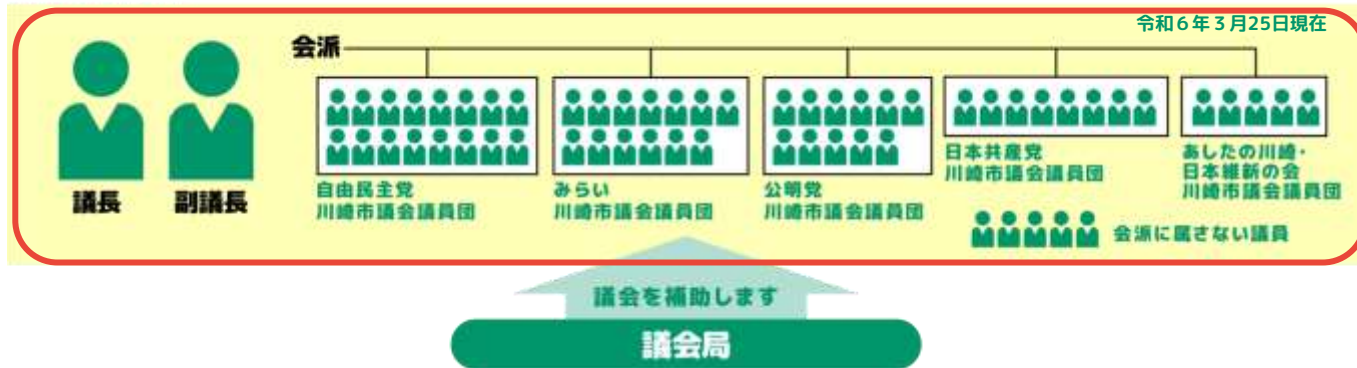 令和6年3月25日現在
会派
議長
副議長
自由民主党
川崎市議会議員団
みらい
川崎市議会議員団
公明党
川崎市議会議員団
日本共産党
川崎市議会議員団
あしたの川崎・
日本維新の会
川崎市議会議員団
会派に属さない議員
議会を補助します
議会局